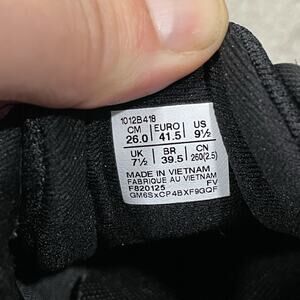 1012B418
CM EURO US
26.0 41.5 9½
UK BR CN
7½ 39.5 260(2.5)
MADE IN VIETNAM
FABRIQUE AU VIETNAM
F820125 FV
GM6SxCP4BXF9GQF